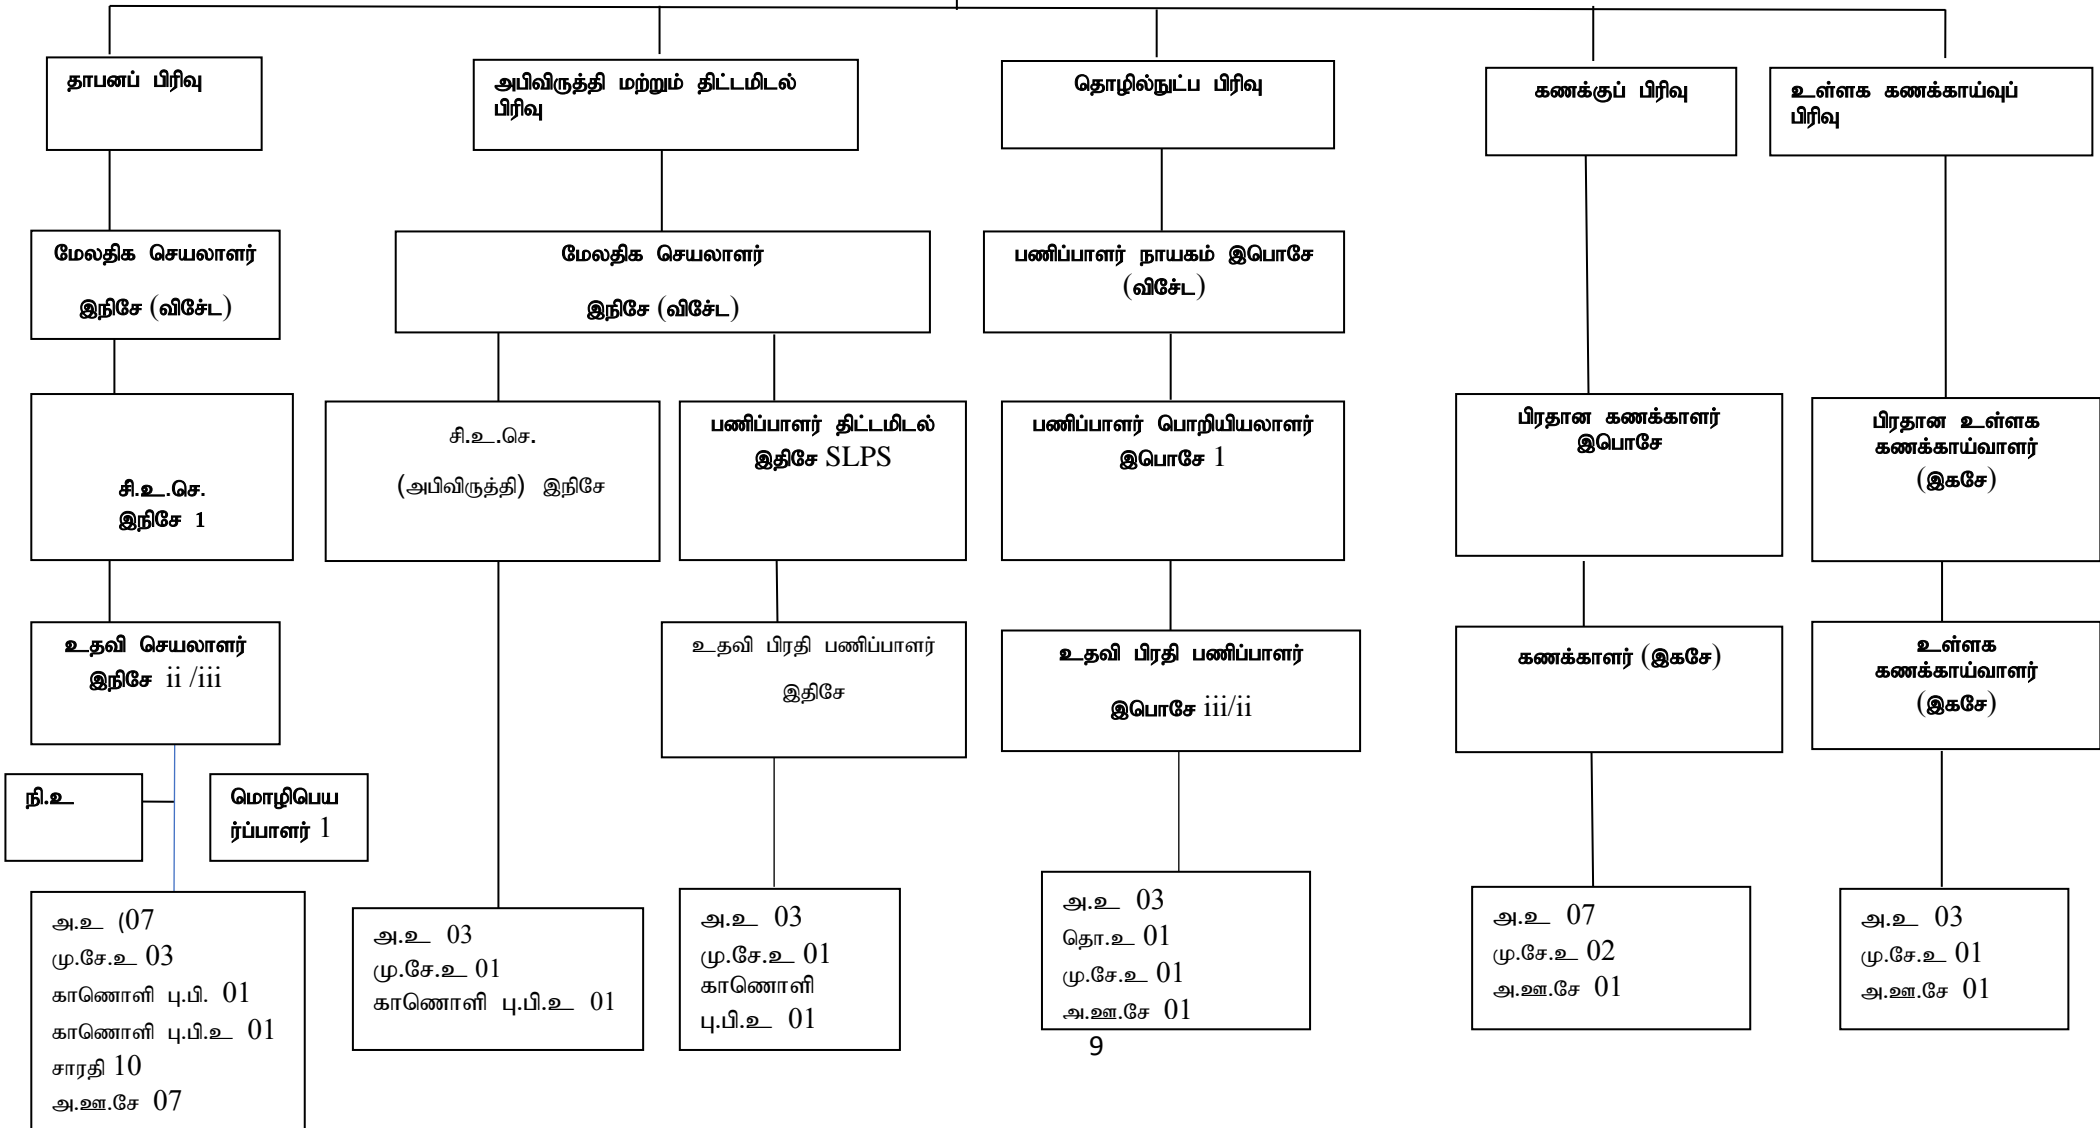 தாபனப் பிரிவு
அபிவிருத்தி மற்றும் திட்டமிடல்
பிரிவு
தொழில்நுட்ப பிரிவு
கணக்குப் பிரிவு
உள்ளக கணக்காய்வுப்
பிரிவு
மேலதிக செயலாளர்
இநிசே (விசேட)
மேலதிக செயலாளர்
இநிசே (விசேட)
பணிப்பாளர் நாயகம் இபொசே
(விசேட)
சி.உ.செ.
இநிசே 1
சி.உ.செ.
(அபிவிருத்தி) இநிசே
பணிப்பாளர் திட்டமிடல்
இதிசே SLPS
பணிப்பாளர் பொறியியலாளர்
இபொசே 1
பிரதான கணக்காளர்
இபொசே
பிரதான உள்ளக
கணக்காய்வாளர்
(இகசே)
உதவி செயலாளர்
இநிசே ii /iii
உதவி பிரதி பணிப்பாளர்
இதிசே
உதவி பிரதி பணிப்பாளர்
இபொசே iii/ii
கணக்காளர் (இகசே)
உள்ளக
கணக்காய்வாளர்
(இகசே)
நி.உ
மொழிபெய
ர்ப்பாளர் 1
அ.உ (07
மு.சே.உ 03
காணொளி பு.பி. 01
காணொளி பு.பி.உ 01
சாரதி 10
அ.ஊ.சே 07
அ.உ 03
மு.சே.உ 01
காணொளி பு.பி.உ 01
அ.உ 03
மு.சே.உ 01
காணொளி
பு.பி.உ 01
அ.உ 03
தொ.உ 01
மு.சே.உ 01
அ.ஊ.சே 01
அ.உ 07
மு.சே.உ 02
அ.ஊ.சே 01
அ.உ 03
மு.சே.உ 01
அ.ஊ.சே 01
9